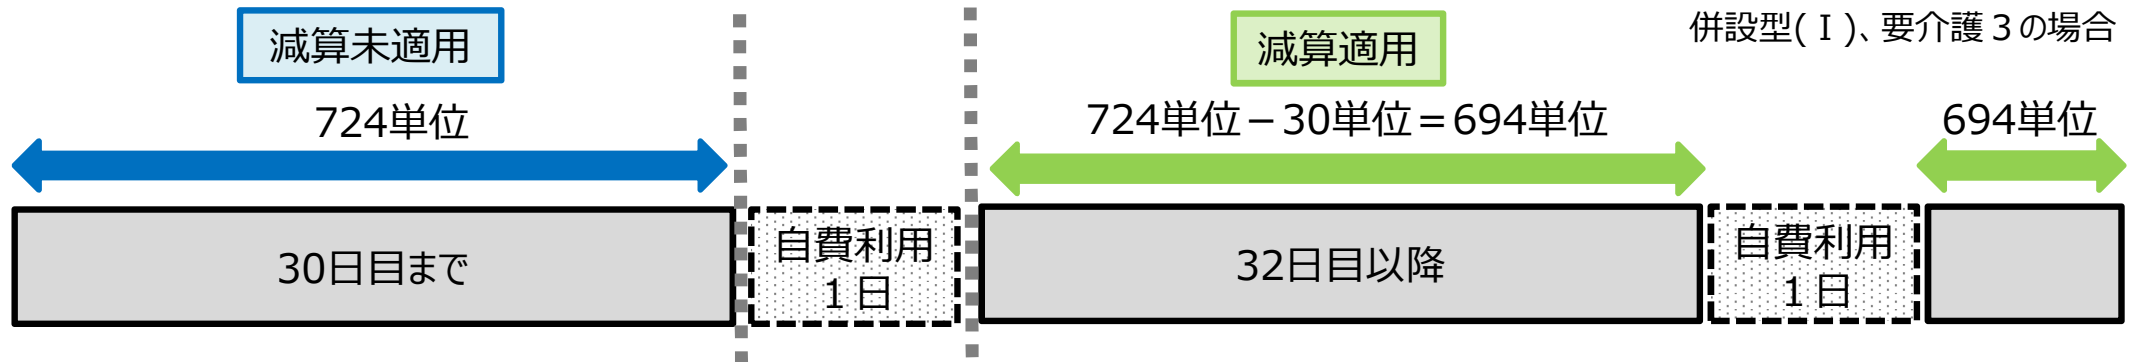 減算未適用
減算適用
併設型(Ⅰ)、要介護３の場合
724単位
724単位－30単位＝694単位
694単位
30日目まで
自費利用
１日
32日目以降
自費利用
１日